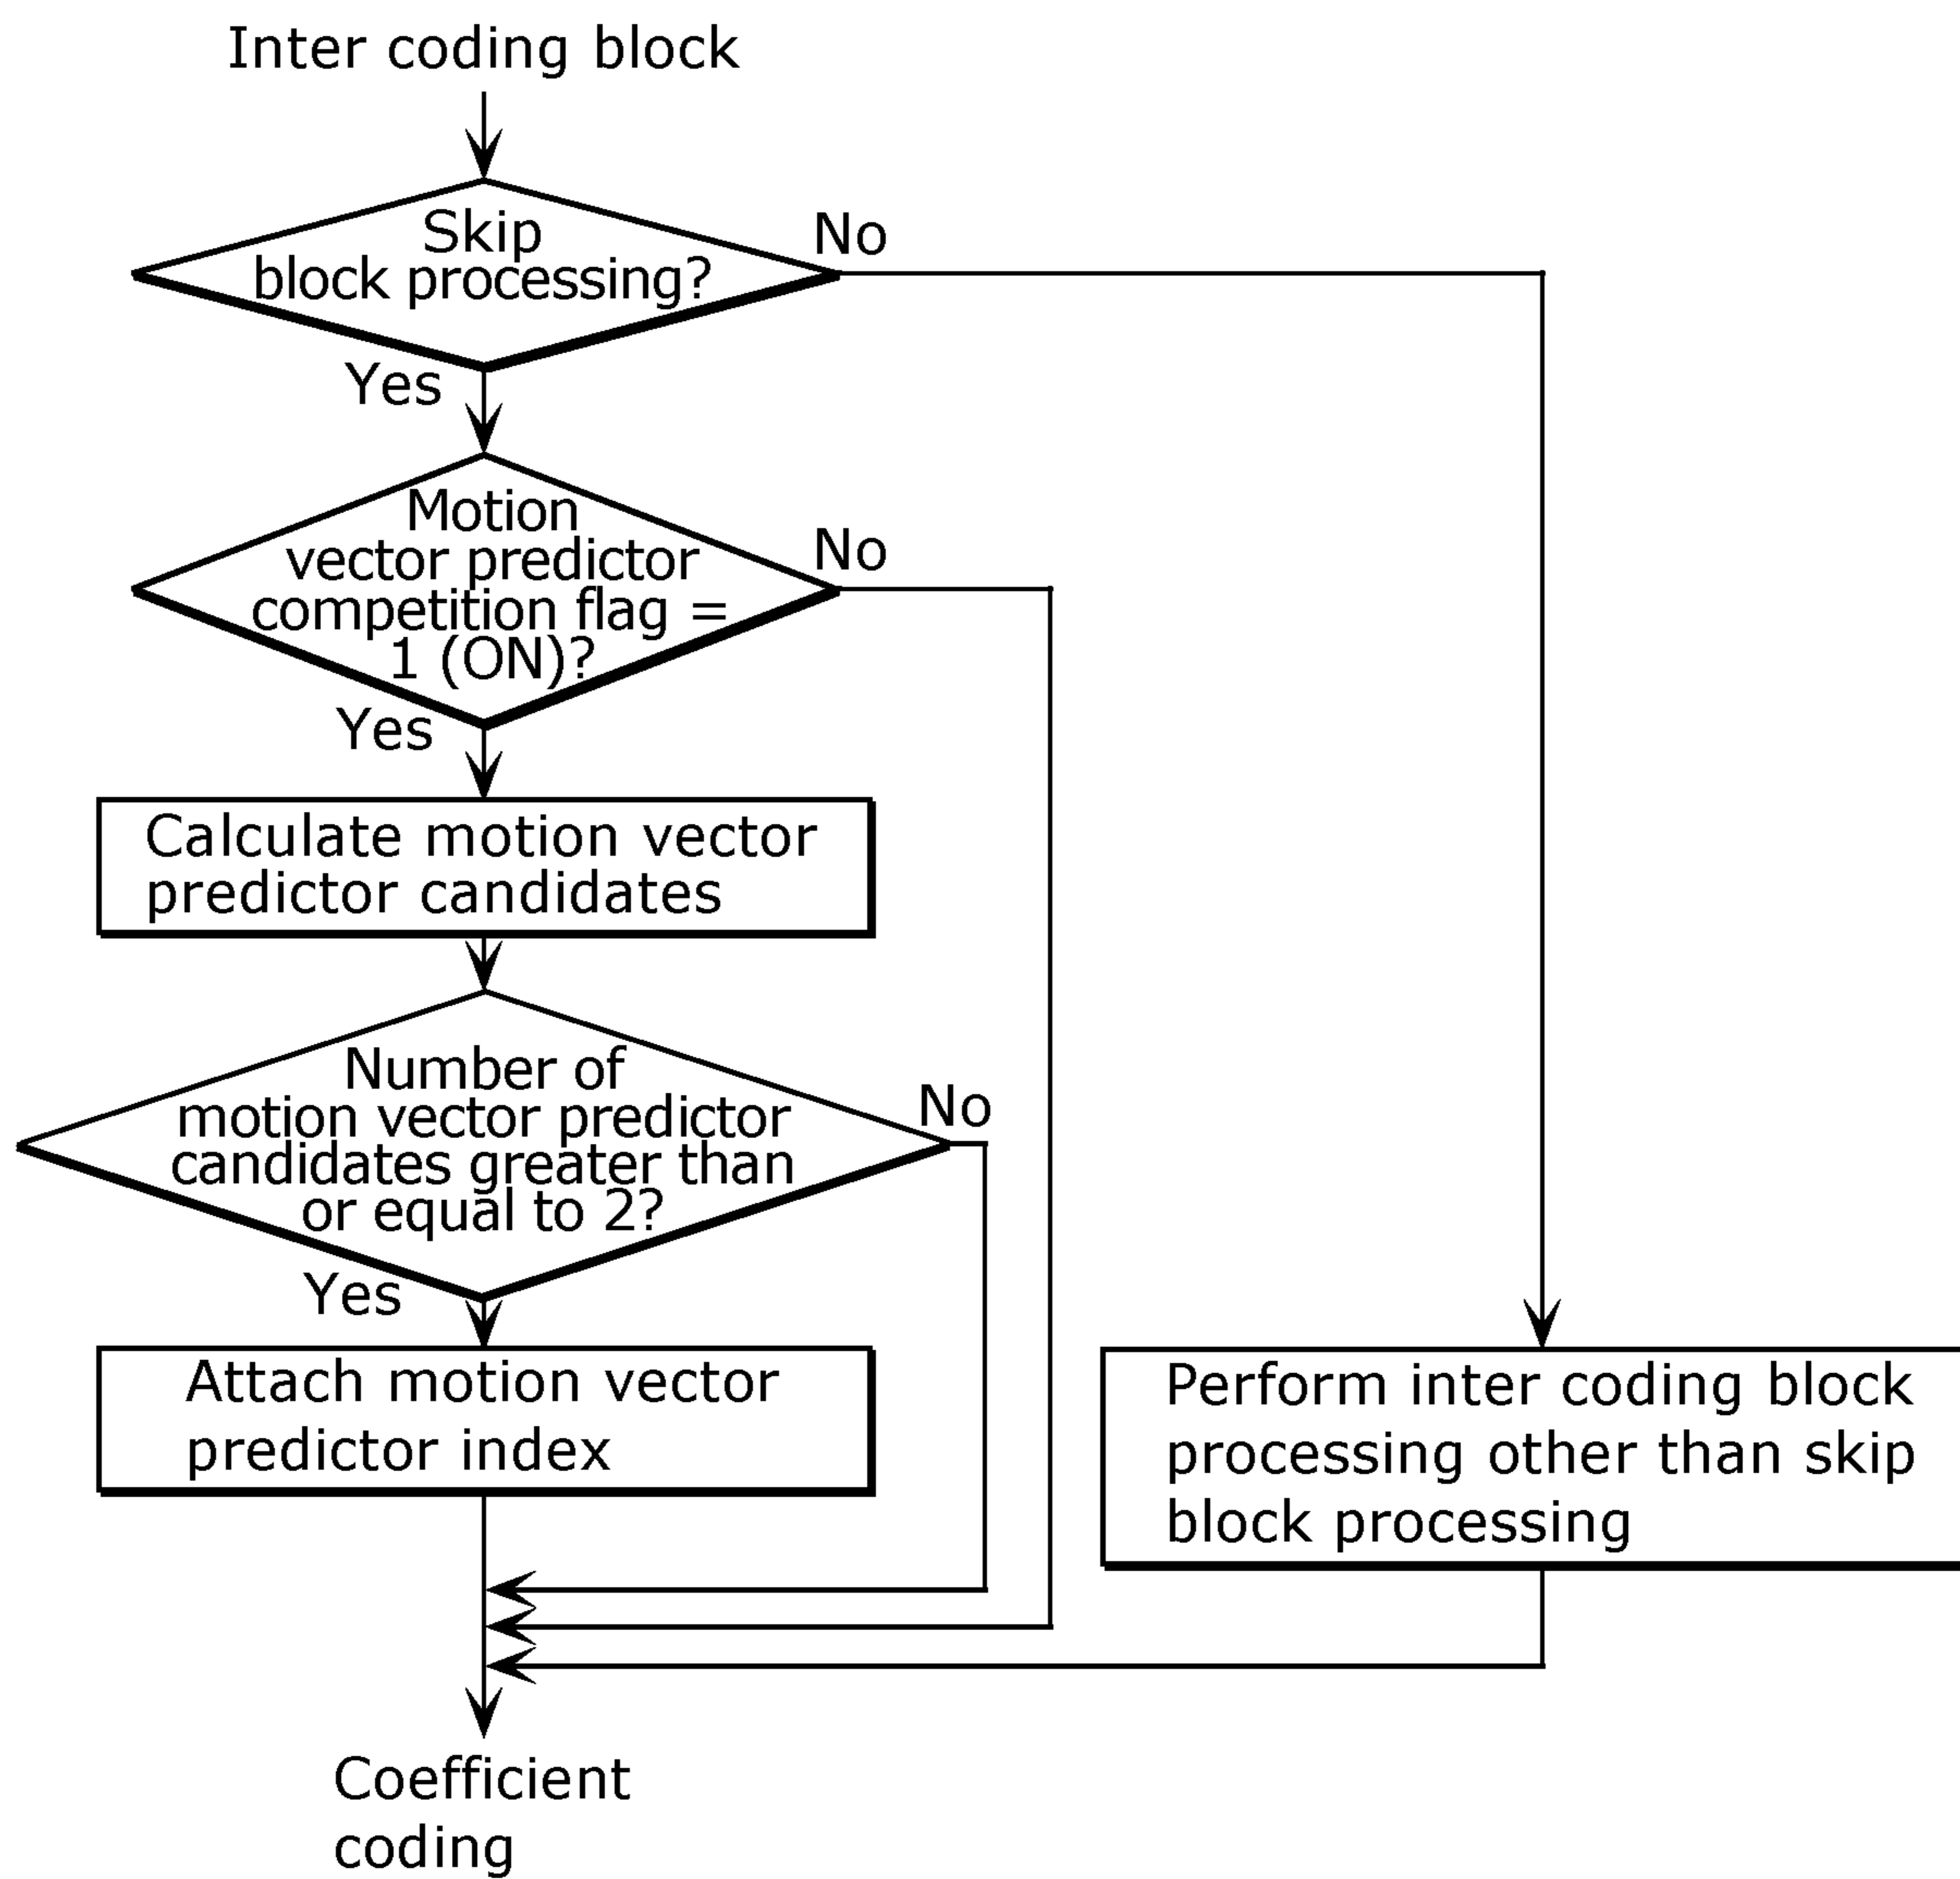 Inter coding block
Skip
block processing?
No
Yes
Motion
vector predictor
competition flag =
1 (ON)?
No
Yes
Calculate motion vector
predictor candidates
Number of
motion vector predictor
candidates greater than
or equal to 2?
No
Yes
Attach motion vector
predictor index
Perform inter coding block
processing other than skip
block processing
Coefficient
coding